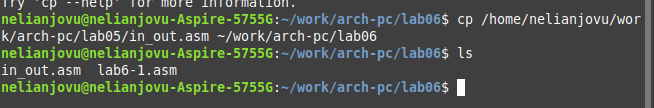 Try 'cp --help' for more information.
nelianjovu@nelianjovu-Aspire-5755G:~/work/arch-pc/lab06$ cp /home/nelianjovu/wor
k/arch-pc/lab05/in_out.asm ~/work/arch-pc/lab06
nelianjovu@nelianjovu-Aspire-5755G:~/work/arch-pc/lab06$ ls
in_out.asm  lab6-1.asm
nelianjovu@nelianjovu-Aspire-5755G:~/work/arch-pc/lab06$